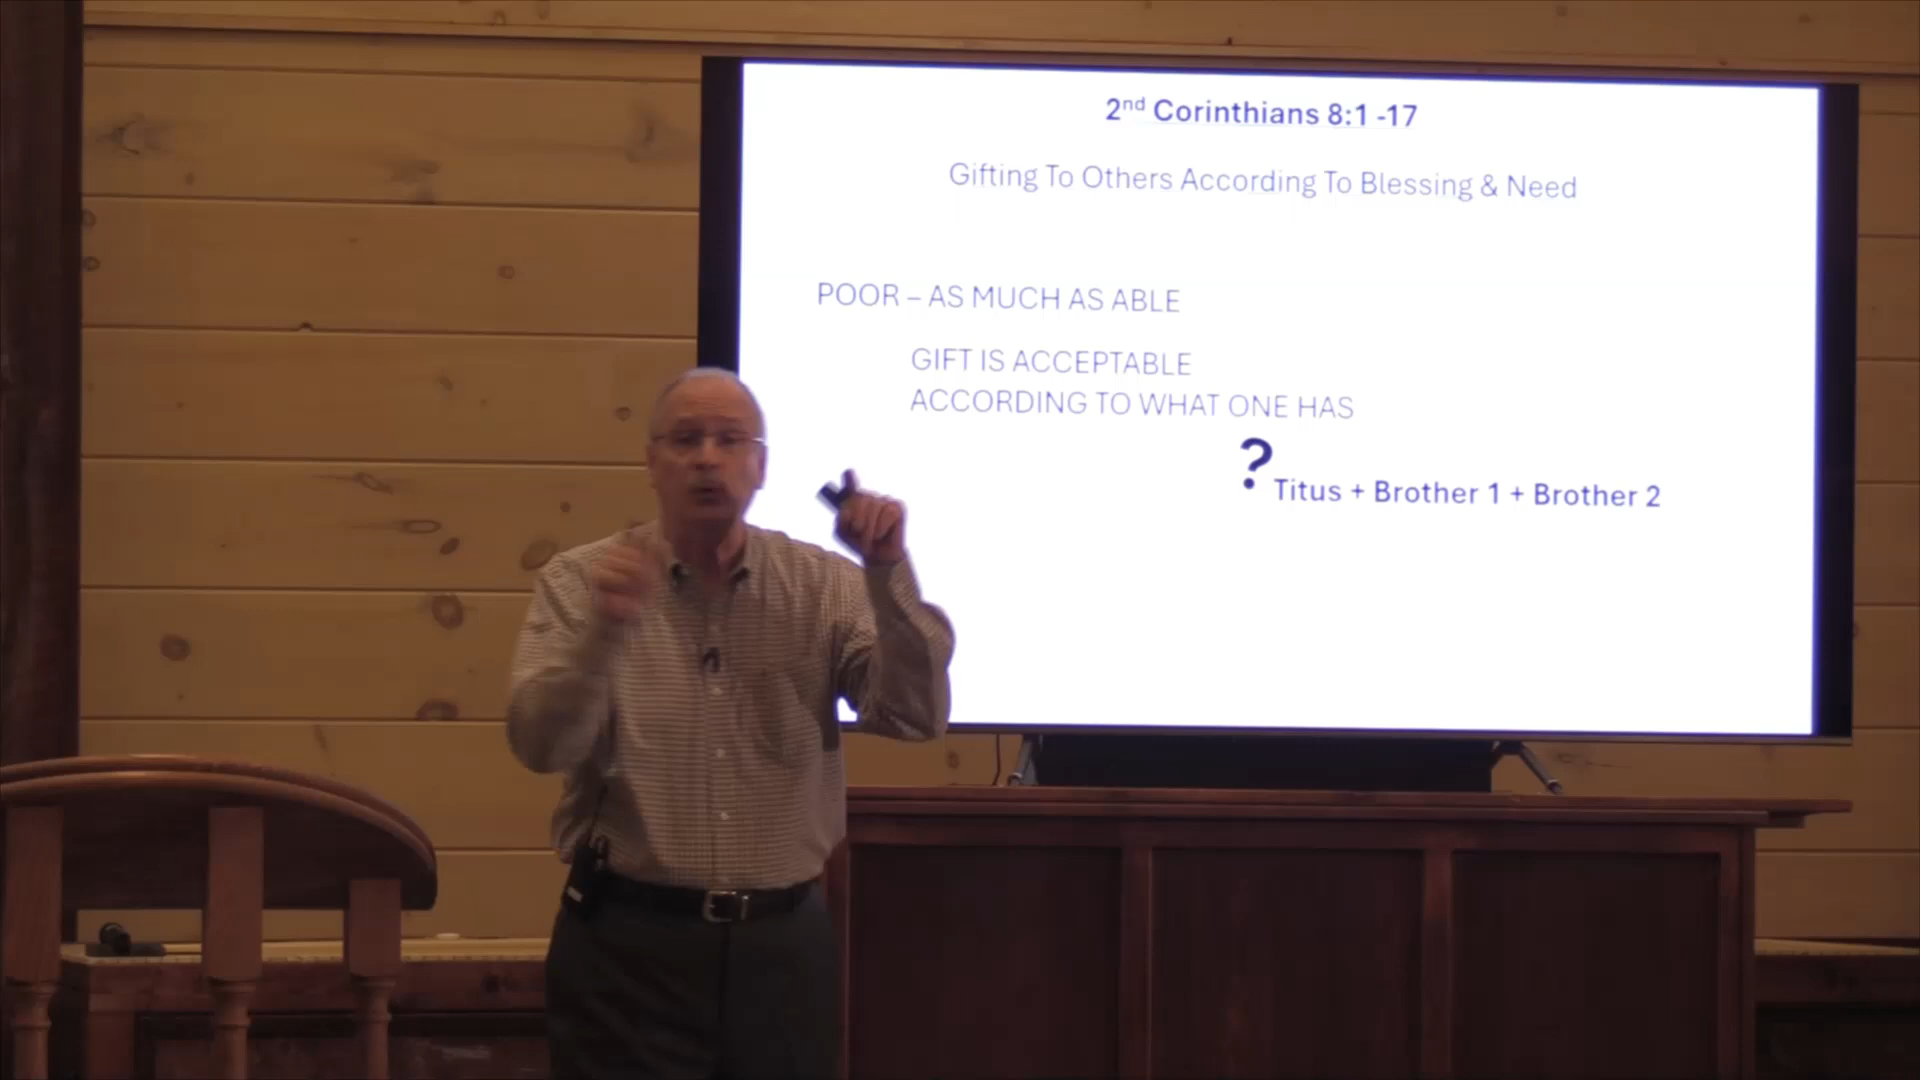 2nd Corinthians 8:1 -17
Gifting To Others According To Blessing & Need
POOR – AS MUCH AS ABLE
GIFT IS ACCEPTABLE
ACCORDING TO WHAT ONE HAS
?
Titus + Brother 1 + Brother 2